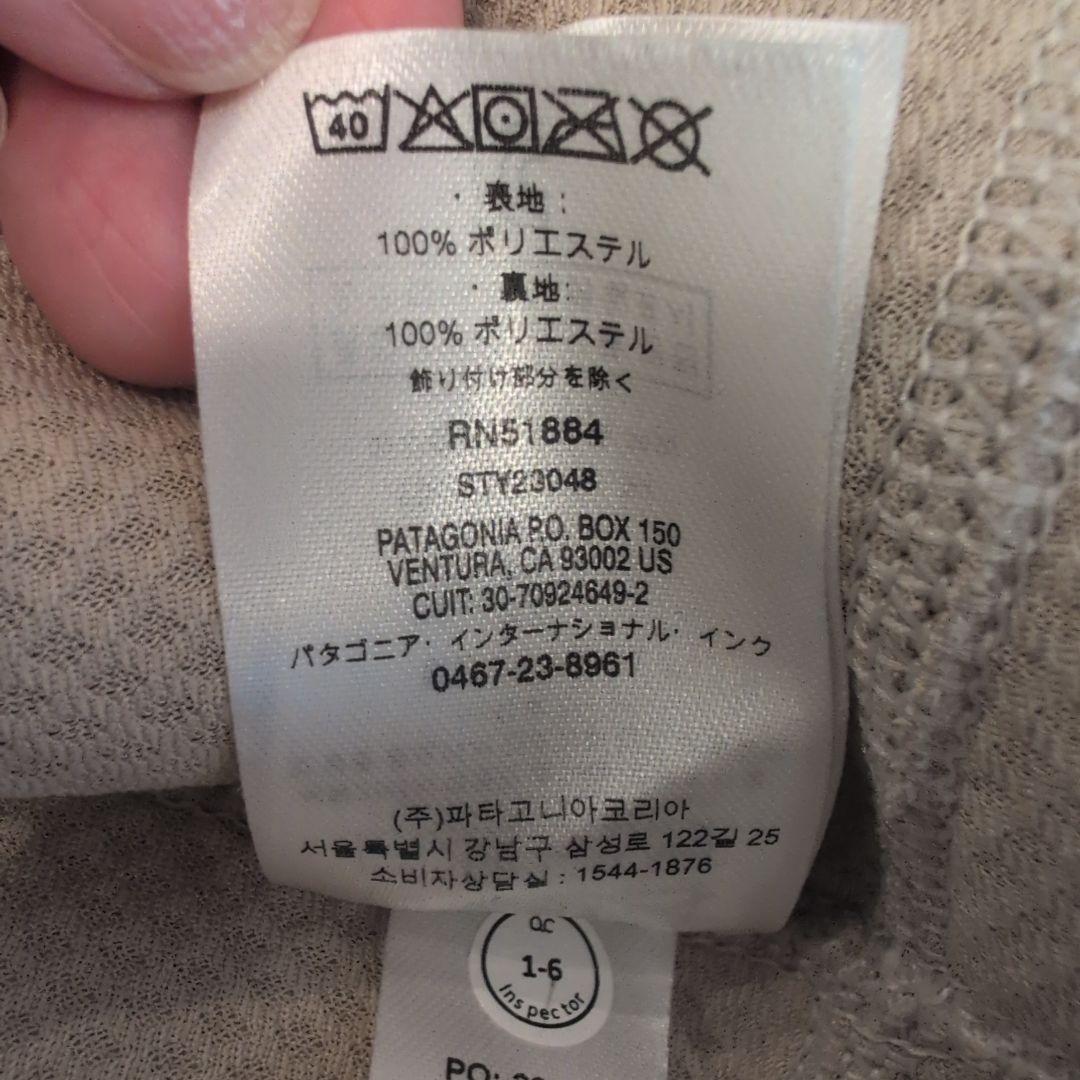 40
・表地：
100% ポリエステル
・裏地：
100% ポリエステル
飾り付け部分を除く
RN51884
STY23048
PATAGONIA P.O. BOX 150
VENTURA, CA 93002 US
CUIT: 30-70924649-2
パタゴニア・インターナショナル・インク
0467-23-8961
(주)파타고니아코리아
서울특별시 강남구 삼성로 122길 25
소비자상담실 : 1544-1876
QC
1-6
Inspector
PO: